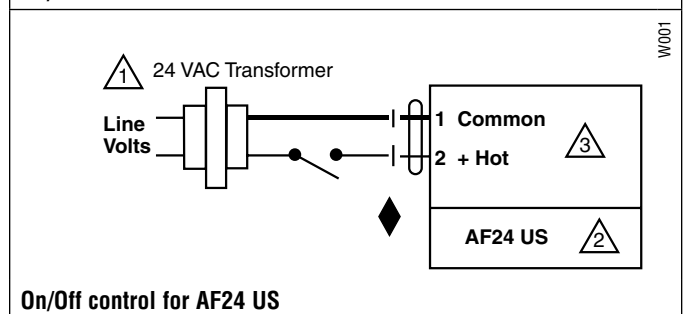 W001
1 24 VAC Transformer
Line
Volts
1 Common
2 + Hot
3
AF24 US 2
On/Off control for AF24 US